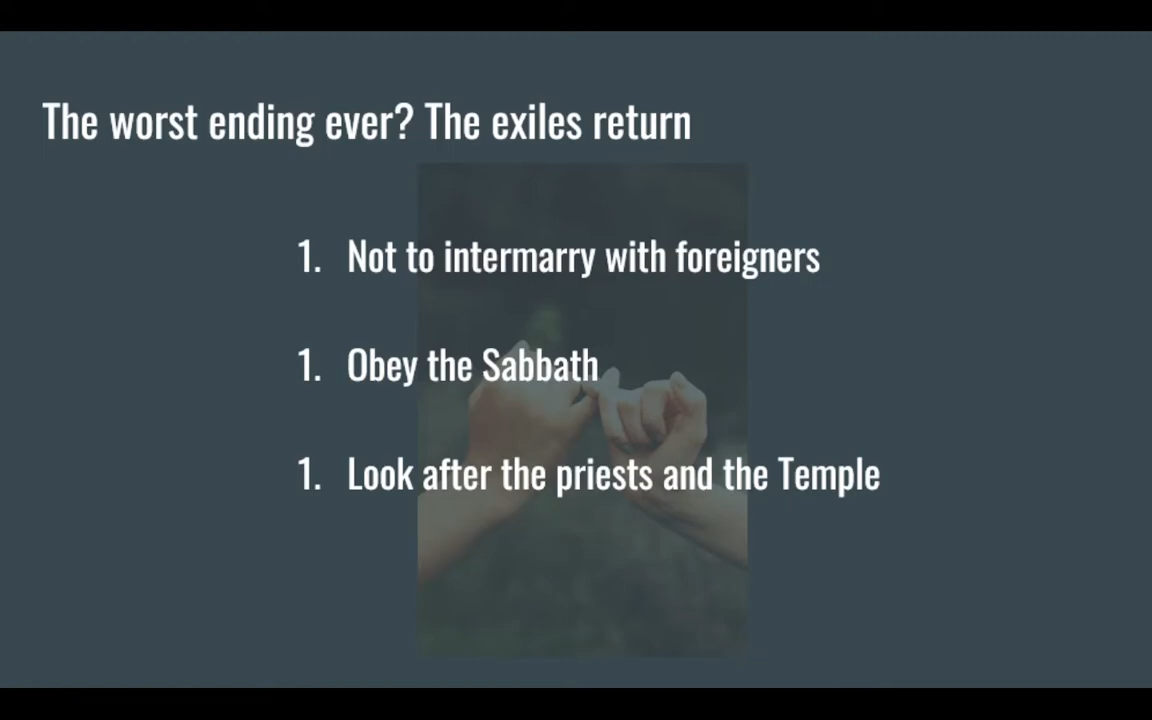 The worst ending ever? The exiles return
1. Not to intermarry with foreigners
1. Obey the Sabbath
1. Look after the priests and the Temple